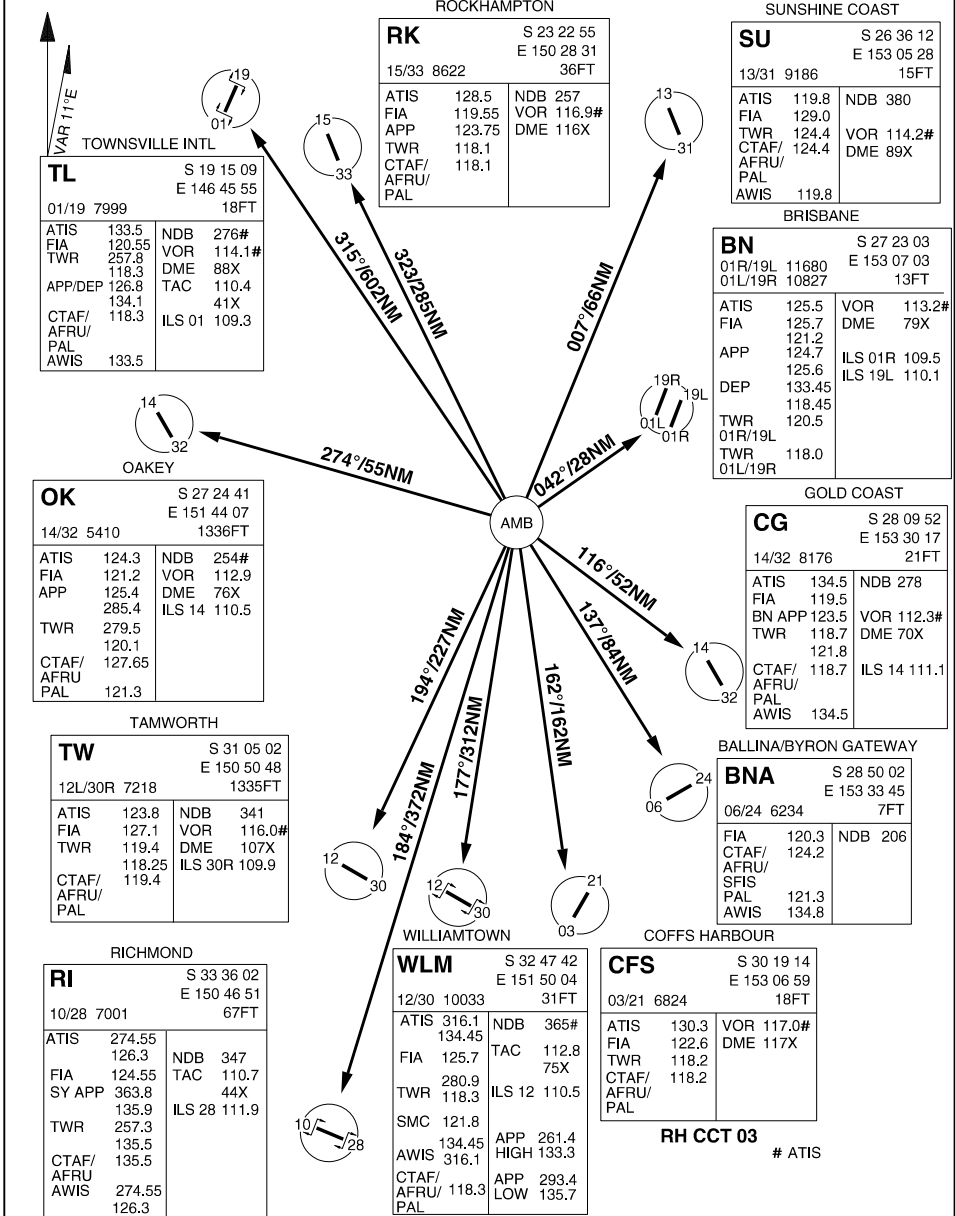 VAR 11°E
ROCKHAMPTON
RK S 23 22 55
E 150 28 31
15/33 8622 36FT
ATIS 128.5 NDB 257
FIA 119.55 VOR 116.9#
APP 123.75 DME 116X
TWR 118.1
CTAF/ 118.1
AFRU/
PAL
SUNSHINE COAST
SU S 26 36 12
E 153 05 28
13/31 9186 15FT
ATIS 119.8 NDB 380
FIA 129.0
TWR 124.4 VOR 114.2#
CTAF/ 124.4 DME 89X
AFRU/
PAL
AWIS 119.8
TOWNSVILLE INTL
TL S 19 15 09
E 146 45 55
01/19 7999 18FT
ATIS 133.5 NDB 276#
FIA 120.55 VOR 114.1#
TWR 257.8 DME 88X
118.3 TAC 110.4
APP/DEP 126.8 41X
134.1
CTAF/ 118.3 ILS 01 109.3
AFRU/
PAL
AWIS 133.5
BRISBANE
BN S 27 23 03
01R/19L 11680 E 153 07 03
01L/19R 10827 13FT
ATIS 125.5 VOR 113.2#
FIA 125.7 DME 79X
121.2
APP 124.7 ILS 01R 109.5
125.6 ILS 19L 110.1
DEP 133.45
118.45
TWR 120.5
01R/19L
TWR 118.0
01L/19R
19
01
15
33
13
31
19R
19L
01L
01R
14
32
315°/602NM
323/285NM
007°/66NM
042°/28NM
274°/55NM
AMB
116°/52NM
137°/84NM
162°/162NM
177°/312NM
184°/372NM
194°/227NM
OAKEY
OK S 27 24 41
E 151 44 07
14/32 5410 1336FT
ATIS 124.3 NDB 254#
FIA 121.2 VOR 112.9
APP 125.4 DME 76X
285.4 ILS 14 110.5
TWR 279.5
120.1
CTAF/ 127.65
AFRU
PAL 121.3
GOLD COAST
CG S 28 09 52
E 153 30 17
14/32 8176 21FT
ATIS 134.5 NDB 278
FIA 119.5
BN APP 123.5 VOR 112.3#
TWR 118.7 DME 70X
121.8
CTAF/ 118.7 ILS 14 111.1
AFRU/
PAL
AWIS 134.5
14
32
TAMWORTH
TW S 31 05 02
E 150 50 48
12L/30R 7218 1335FT
ATIS 123.8 NDB 341
FIA 127.1 VOR 116.0#
TWR 119.4 DME 107X
118.25 ILS 30R 109.9
CTAF/ 119.4
AFRU/
PAL
BALLINA/BYRON GATEWAY
BNA S 28 50 02
E 153 33 45
06/24 6234 7FT
FIA 120.3 NDB 206
CTAF/ 124.2
AFRU/
SFIS
PAL 121.3
AWIS 134.8
24
06
12
30
12
30
21
03
RICHMOND
RI S 33 36 02
E 150 46 51
10/28 7001 67FT
ATIS 274.55
126.3 NDB 347
FIA 124.55 TAC 110.7
SY APP 363.8 44X
135.9 ILS 28 111.9
TWR 257.3
135.5
CTAF/ 135.5
AFRU
AWIS 274.55
126.3
10
28
WILLIAMTOWN
WLM S 32 47 42
E 151 50 04
12/30 10033 31FT
ATIS 316.1 NDB 365#
134.45
FIA 125.7 TAC 112.8
75X
TWR 280.9
118.3 ILS 12 110.5
SMC 121.8
AWIS 134.45 APP 261.4
316.1 HIGH 133.3
CTAF/ APP 293.4
AFRU/ 118.3 LOW 135.7
PAL
COFFS HARBOUR
CFS S 30 19 14
E 153 06 59
03/21 6824 18FT
ATIS 130.3 VOR 117.0#
FIA 122.6 DME 117X
TWR 118.2
CTAF/ 118.2
AFRU/
PAL
RH CCT 03
# ATIS